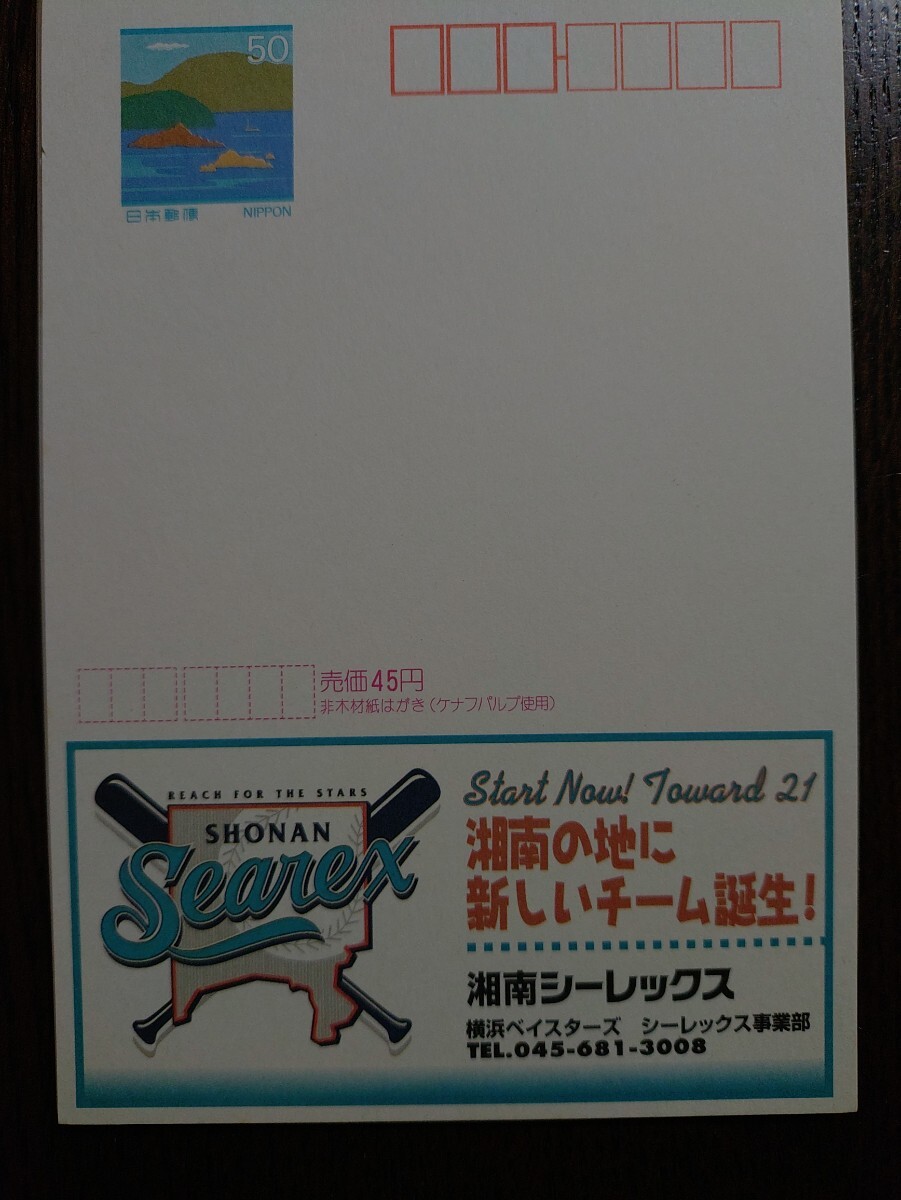 50
日本郵便 NIPPON
売価45円
非木材紙はがき(ケナフパルプ使用)
REACH FOR THE STARS
SHONAN
Searex
Start Now! Toward 21
湘南の地に
新しいチーム誕生!
湘南シーレックス
横浜ベイスターズ シーレックス事業部
TEL.045-681-3008